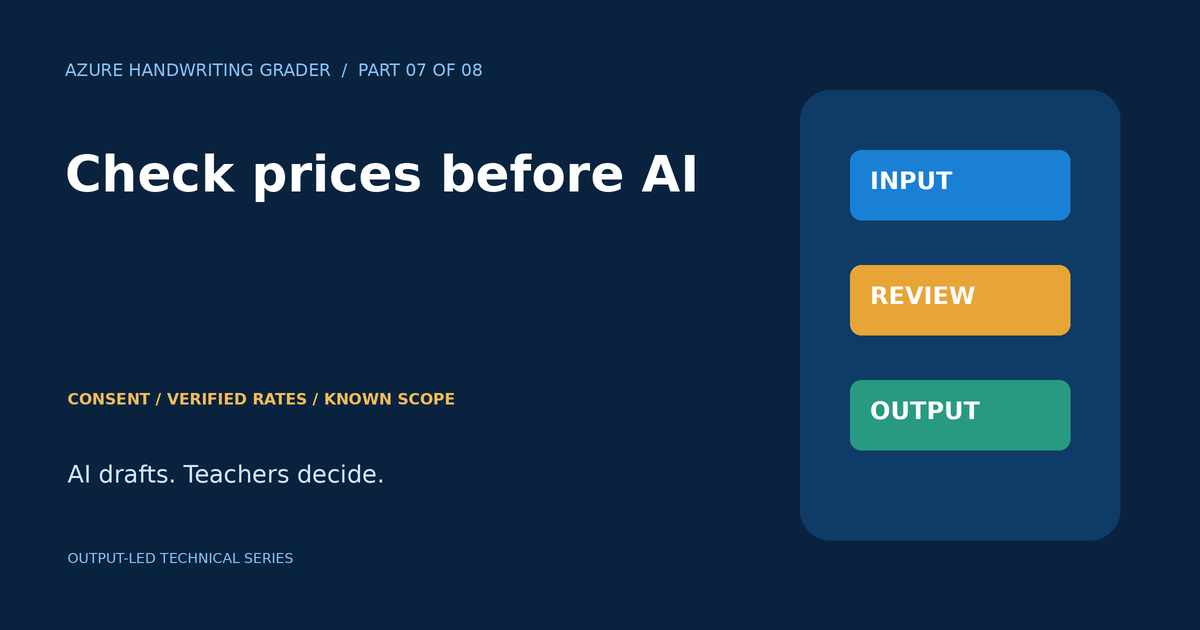 AZURE HANDWRITING GRADER / PART 07 OF 08
Check prices before AI
CONSENT / VERIFIED RATES / KNOWN SCOPE
AI drafts. Teachers decide.
OUTPUT-LED TECHNICAL SERIES
INPUT
REVIEW
OUTPUT